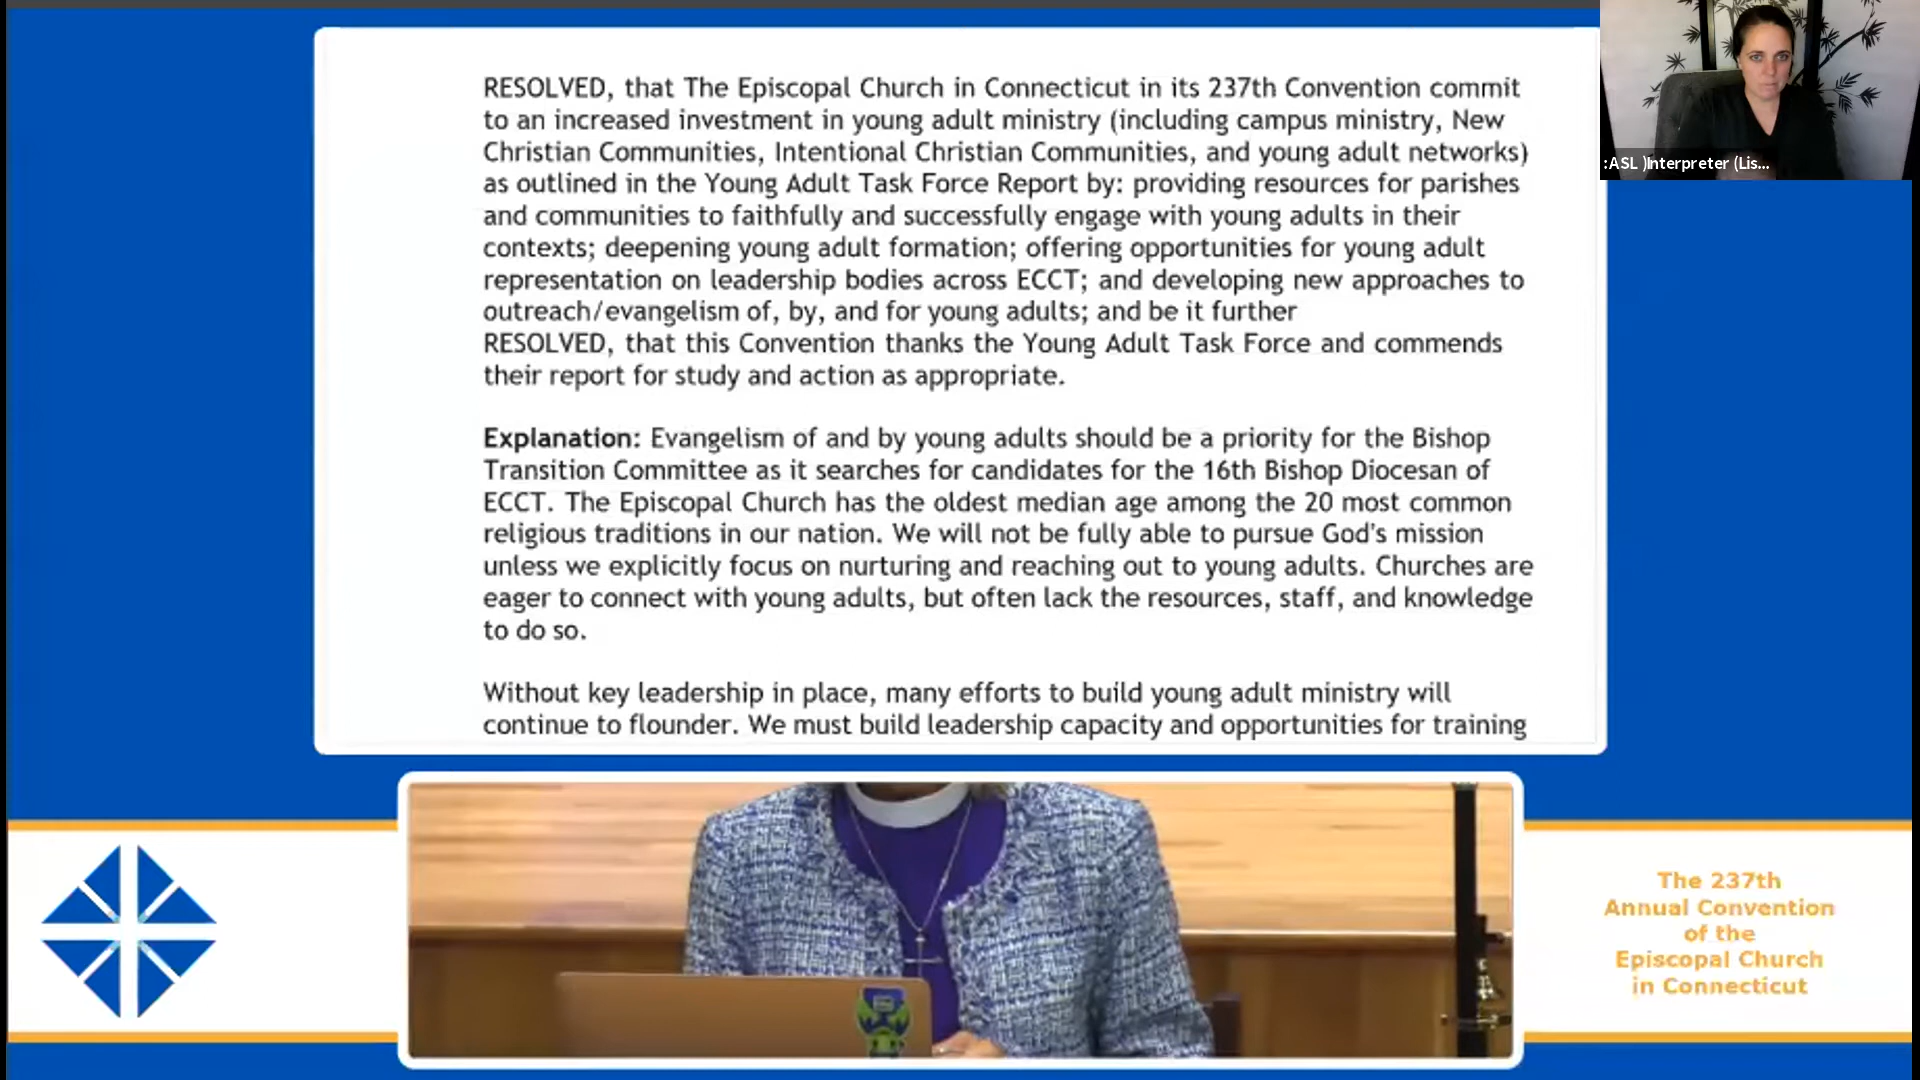 RESOLVED, that The Episcopal Church in Connecticut in its 237th Convention commit
to an increased investment in young adult ministry (including campus ministry, New
Christian Communities, Intentional Christian Communities, and young adult networks)
as outlined in the Young Adult Task Force Report by: providing resources for parishes
and communities to faithfully and successfully engage with young adults in their
contexts; deepening young adult formation; offering opportunities for young adult
representation on leadership bodies across ECCT; and developing new approaches to
outreach/evangelism of, by, and for young adults; and be it further
RESOLVED, that this Convention thanks the Young Adult Task Force and commends
their report for study and action as appropriate.
Explanation: Evangelism of and by young adults should be a priority for the Bishop
Transition Committee as it searches for candidates for the 16th Bishop Diocesan of
ECCT. The Episcopal Church has the oldest median age among the 20 most common
religious traditions in our nation. We will not be fully able to pursue God's mission
unless we explicitly focus on nurturing and reaching out to young adults. Churches are
eager to connect with young adults, but often lack the resources, staff, and knowledge
to do so.
Without key leadership in place, many efforts to build young adult ministry will
continue to flounder. We must build leadership capacity and opportunities for training
:ASL )Interpreter (Lis...
The 237th
Annual Convention
of the
Episcopal Church
in Connecticut